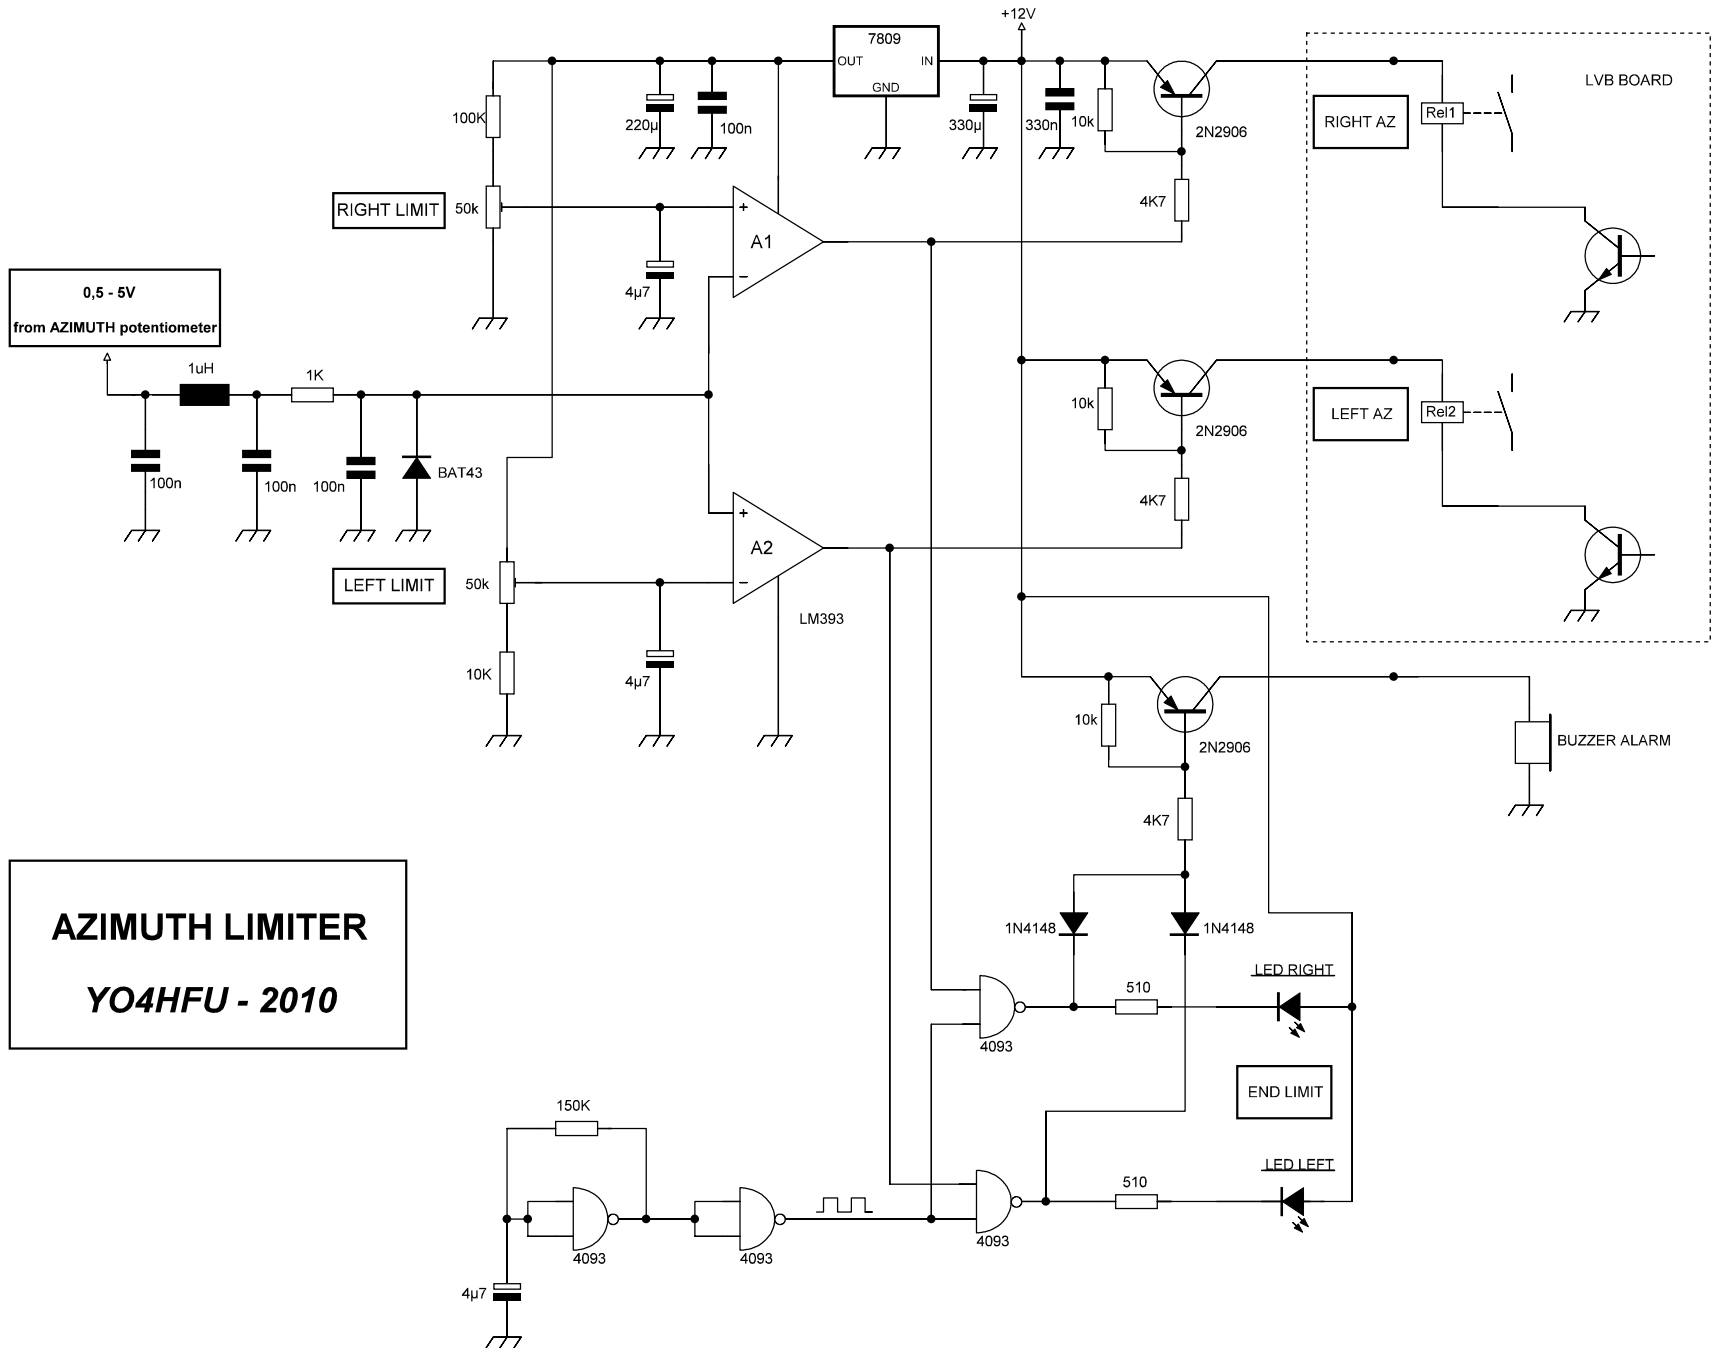 +12V
7809
OUT
IN
GND
LVB BOARD
100K
220µ
100n
330µ
330n
10k
2N2906
RIGHT AZ
Rel1
RIGHT LIMIT
50k
+
A1
−
4K7
4µ7
0,5 - 5V
from AZIMUTH potentiometer
1uH
1K
100n
100n
100n
BAT43
10k
2N2906
LEFT AZ
Rel2
4K7
LEFT LIMIT
50k
+
A2
−
LM393
10K
4µ7
10k
2N2906
BUZZER ALARM
4K7
AZIMUTH LIMITER
YO4HFU - 2010
1N4148
1N4148
LED RIGHT
510
4093
END LIMIT
150K
LED LEFT
510
4093
4093
4093
4µ7